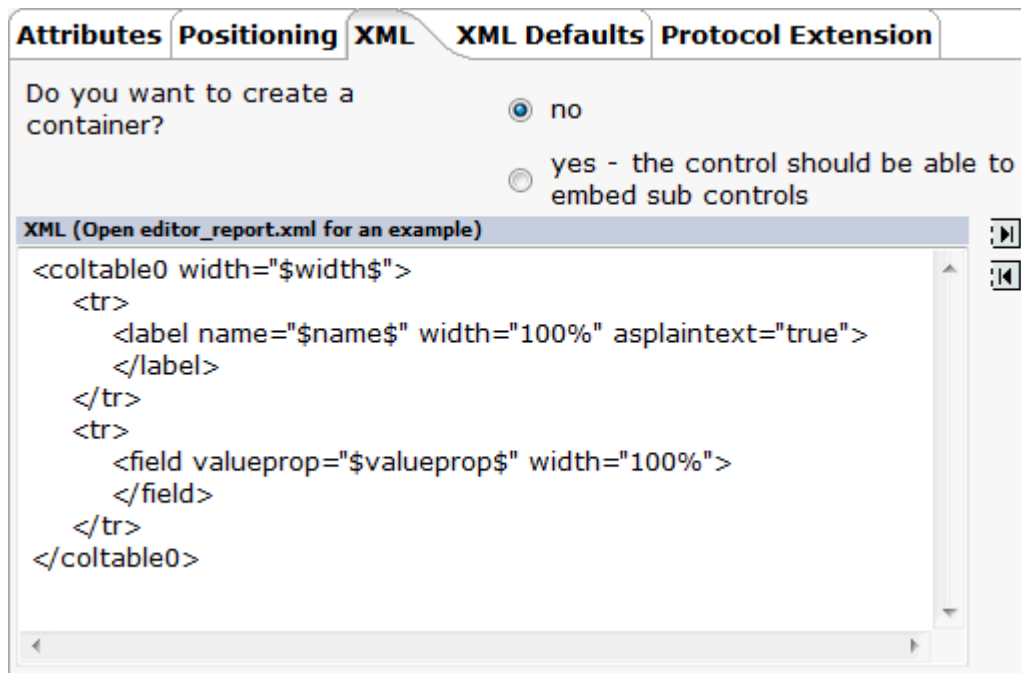 Attributes Positioning XML XML Defaults Protocol Extension
Do you want to create a
container?
no
yes - the control should be able to
embed sub controls
XML (Open editor_report.xml for an example)
<coltable0 width="$width$">
<tr>
<label name="$name$" width="100%" asplaintext="true">
</label>
</tr>
<tr>
<field valueprop="$valueprop$" width="100%">
</field>
</tr>
</coltable0>